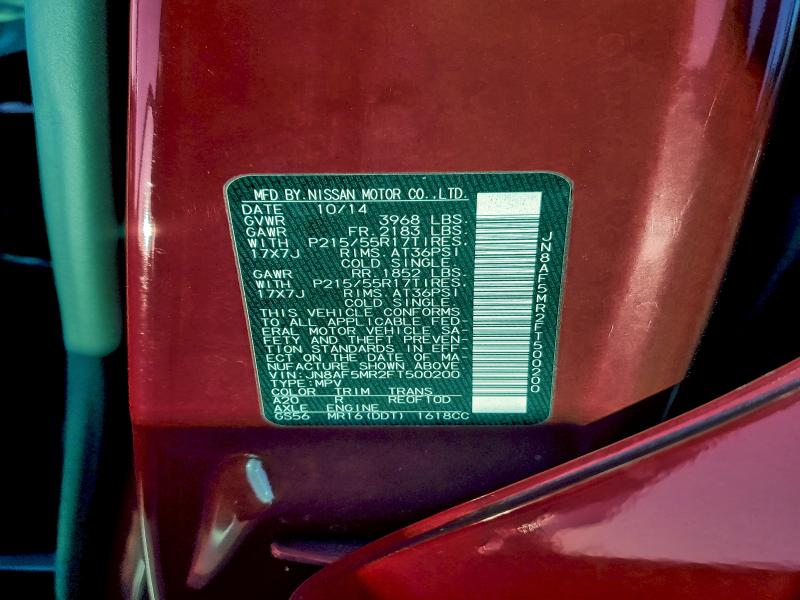 MFD BY NISSAN MOTOR CO., LTD.
DATE 10/14
GVWR 3968 LBS.
GAWR FR. 2183 LBS.
WITH P215/55R17TIRES.
17X7J RIMS AT36PSI
COLD SINGLE.
GAWR RR. 1852 LBS.
WITH P215/55R17TIRES.
17X7J RIMS AT36PSI
COLD SINGLE.
THIS VEHICLE CONFORMS
TO ALL APPLICABLE FED-
ERAL MOTOR VEHICLE SA-
FETY AND THEFT PREVEN-
TION STANDARDS IN EFF-
ECT ON THE DATE OF MA-
NUFACTURE SHOWN ABOVE
VIN: JN8AF5MR2FT500200
TYPE: MPV
COLOR TRIM TRANS
A20 REOFTOD
AXLE ENGINE
GS56 MR16(DDT) 1618CC
JN8AF5MR2FT500200